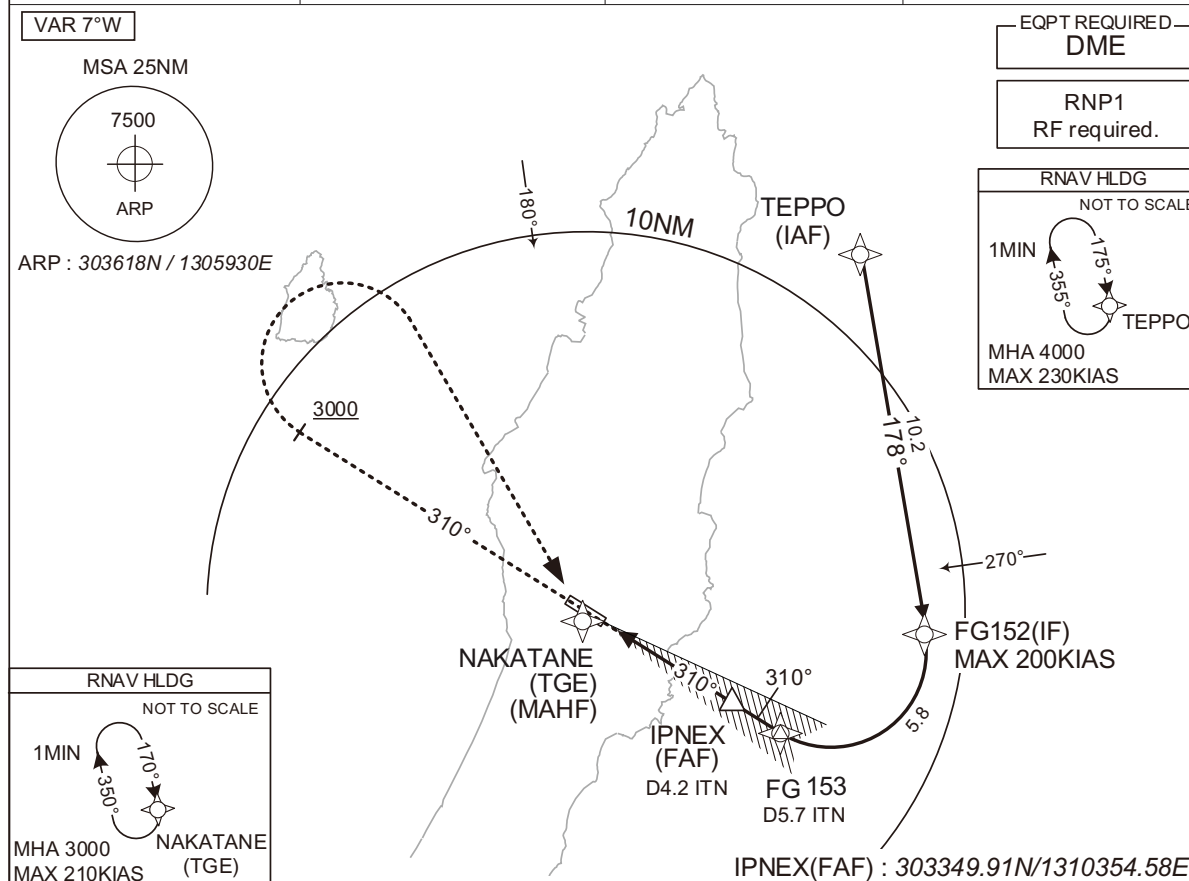 VAR 7°W
MSA 25NM
7500
ARP
ARP : 303618N / 1305930E
EQPT REQUIRED
DME
RNP1
RF required.
RNAV HLDG
NOT TO SCALE
1MIN
175°
355°
TEPPO
MHA 4000
MAX 230KIAS
180°
10NM
TEPPO
(IAF)
10.2
178°
3000
310°
270°
FG152(IF)
MAX 200KIAS
5.8
NAKATANE
(TGE)
(MAHF)
310°
310°
IPNEX
(FAF)
D4.2 ITN
FG 153
D5.7 ITN
RNAV HLDG
NOT TO SCALE
1MIN
170°
350°
NAKATANE
(TGE)
MHA 3000
MAX 210KIAS
IPNEX(FAF) : 303349.91N/1310354.58E